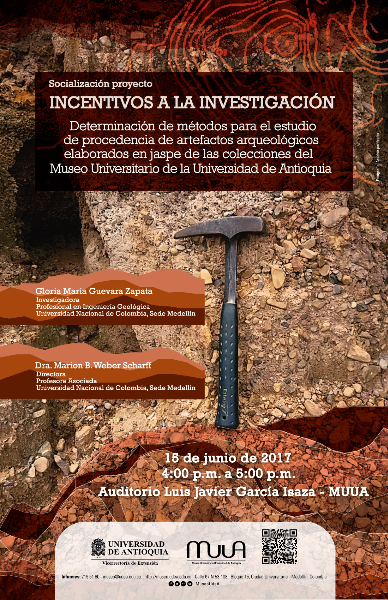 Socialización proyecto
INCENTIVOS A LA INVESTIGACIÓN
Determinación de métodos para el estudio
de procedencia de artefactos arqueológicos
elaborados en jaspe de las colecciones del
Museo Universitario de la Universidad de Antioquia
Gloria María Guevara Zapata
Investigadora
Profesional en Ingeniería Geológica
Universidad Nacional de Colombia, Sede Medellín
Dra. Marion B. Weber Scharff
Directora
Profesora Asociada
Universidad Nacional de Colombia, Sede Medellín
15 de junio de 2017
4:00 p.m. a 5:00 p.m.
Auditorio Luis Javier García Isaza - MUUA
UNIVERSIDAD
DE ANTIOQUIA
Vicerrectoría de Extensión
MUUA
Informes: